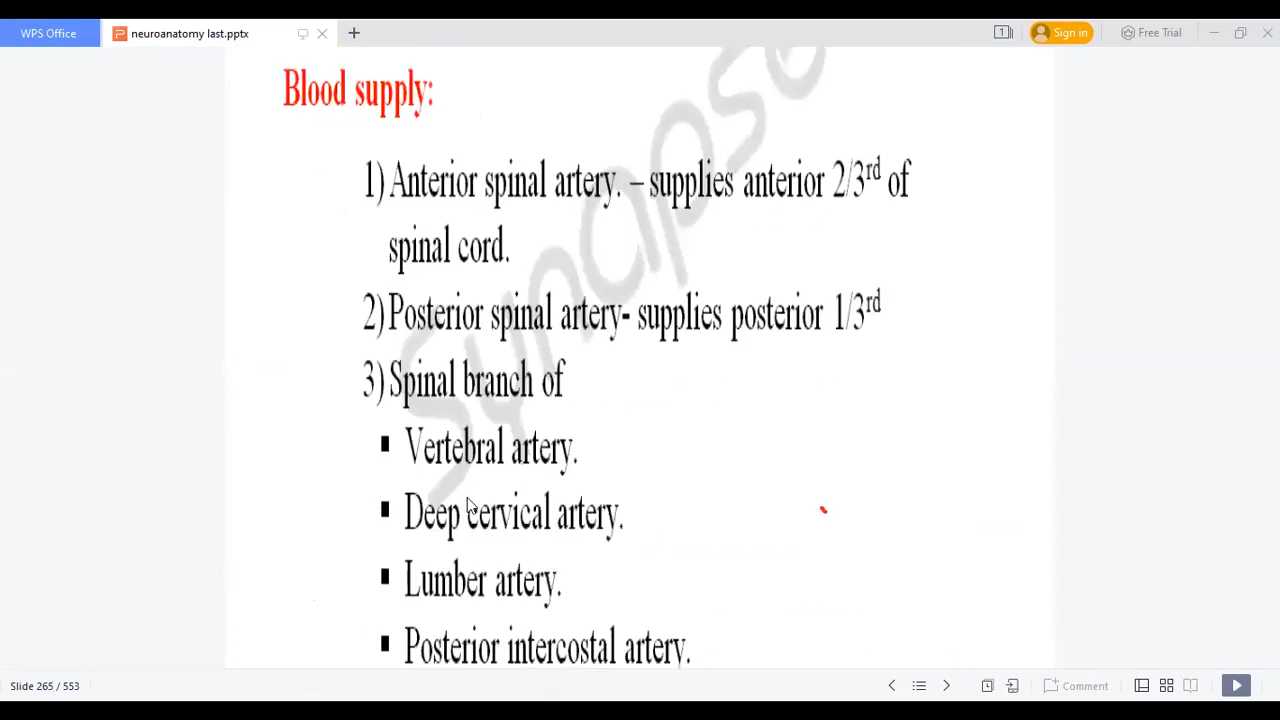 WPS Office
neuroanatomy last.pptx
1
Sign in
Free Trial
Blood supply:
1) Anterior spinal artery. – supplies anterior 2/3rd of
spinal cord.
2) Posterior spinal artery- supplies posterior 1/3rd
3) Spinal branch of
▪ Vertebral artery.
▪ Deep cervical artery.
▪ Lumber artery.
▪ Posterior intercostal artery.
Synapse
Slide 265 / 553
Comment